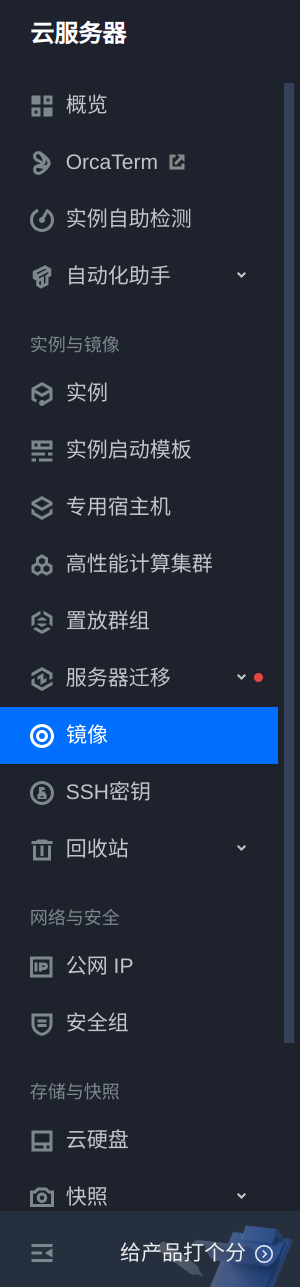 云服务器
概览
OrcaTerm
实例自助检测
自动化助手
实例与镜像
实例
实例启动模板
专用宿主机
高性能计算集群
置放群组
服务器迁移
镜像
SSH密钥
回收站
网络与安全
公网 IP
安全组
存储与快照
云硬盘
快照
给产品打个分